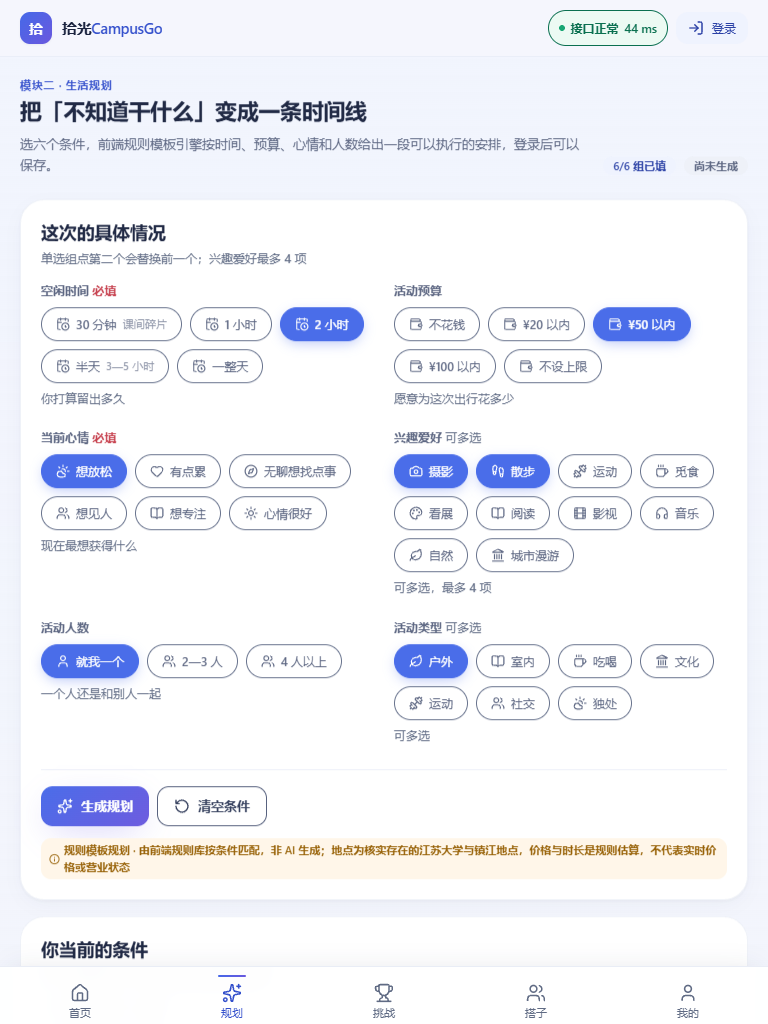 拾 拾光CampusGo 接口正常 44 ms 登录
模块二 · 生活规划
把「不知道干什么」变成一条时间线
选六个条件，前端规则模板引擎按时间、预算、心情和人数给出一段可以执行的安排，登录后可以
保存。
6/6 组已填 尚未生成
这次的具体情况
单选组点第二个会替换前一个；兴趣爱好最多 4 项
空闲时间 必填
30 分钟 课间碎片 1 小时 2 小时
半天 3—5 小时 一整天
你打算留出多久
活动预算
不花钱 ¥20 以内 ¥50 以内
¥100 以内 不设上限
愿意为这次出行花多少
当前心情 必填
想放松 有点累 无聊想找点事
想见人 想专注 心情很好
现在最想获得什么
兴趣爱好 可多选
摄影 散步 运动 觅食
看展 阅读 影视 音乐
自然 城市漫游
可多选，最多 4 项
活动人数
就我一个 2—3 人 4 人以上
一个人还是和别人一起
活动类型 可多选
户外 室内 吃喝 文化
运动 社交 独处
可多选
生成规划 清空条件
规则模板规划 · 由前端规则库按条件匹配，非 AI 生成；地点为核实存在的江苏大学与镇江地点，价格与时长是规则估算，不代表实时价
格或营业状态
你当前的条件
首页 规划 挑战 搭子 我的